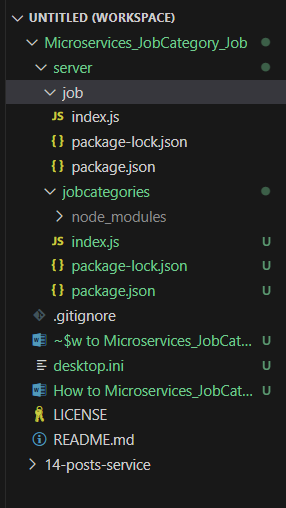 UNTITLED (WORKSPACE)
Microservices_JobCategory_Job
server
job
JS index.js
{} package-lock.json
{} package.json
jobcategories
node_modules
JS index.js U
{} package-lock.json U
{} package.json U
.gitignore
~$w to Microservices_JobCat... U
desktop.ini U
How to Microservices_JobCat... U
LICENSE
README.md
14-posts-service